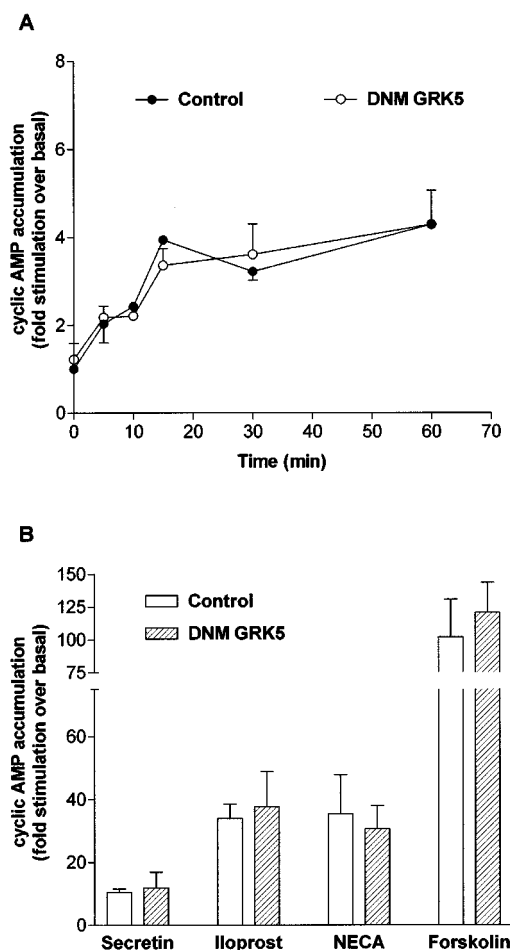 A
cyclic AMP accumulation
(fold stimulation over basal)
8
6
4
2
0
Control
DNM GRK5
0 10 20 30 40 50 60 70
Time (min)
B
cyclic AMP accumulation
(fold stimulation over basal)
150
125
100
75
60
40
20
0
Control
DNM GRK5
Secretin Iloprost NECA Forskolin